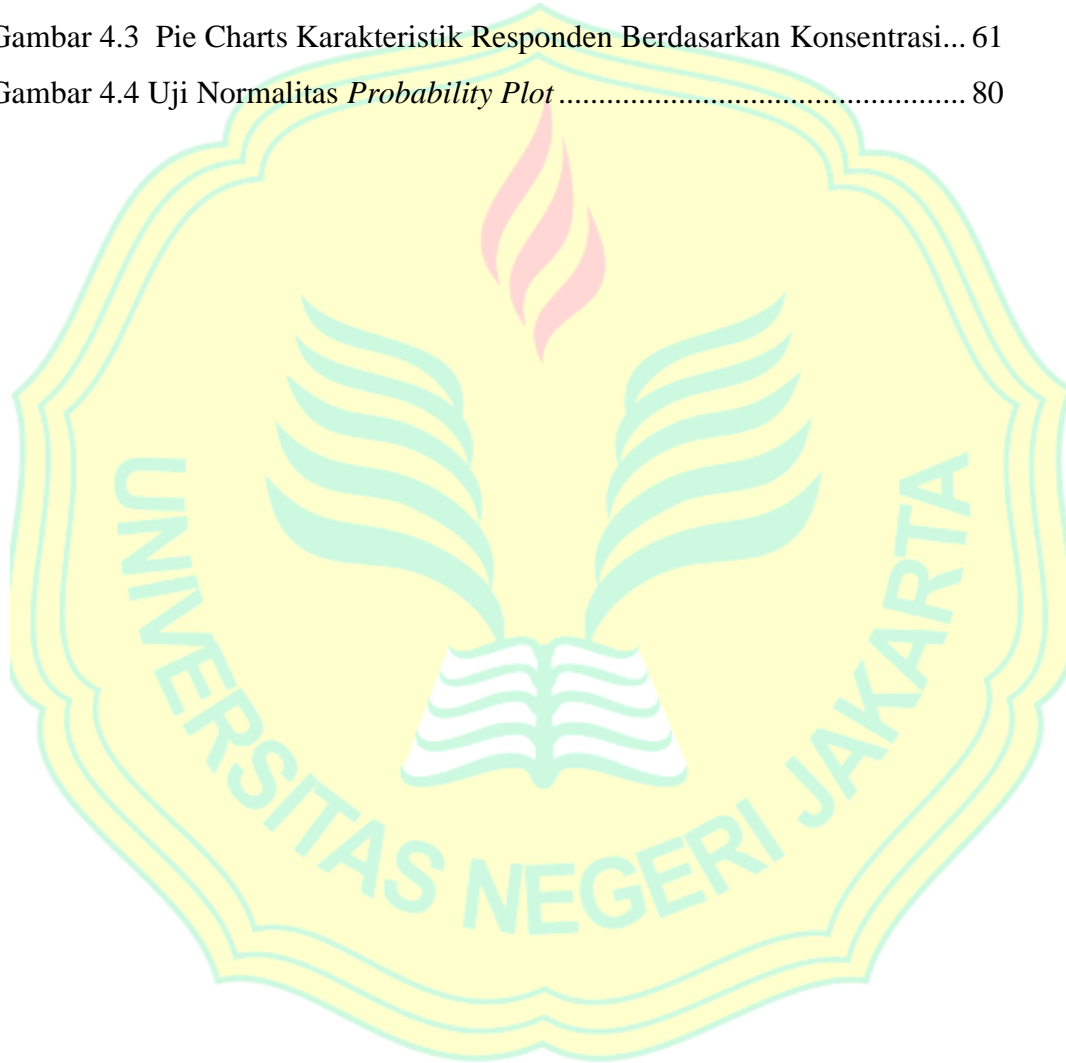 Gambar 4.3  Pie Charts Karakteristik Responden Berdasarkan Konsentrasi... 61
Gambar 4.4 Uji Normalitas Probability Plot................................................. 80
UNIVERSITAS NEGERI JAKARTA